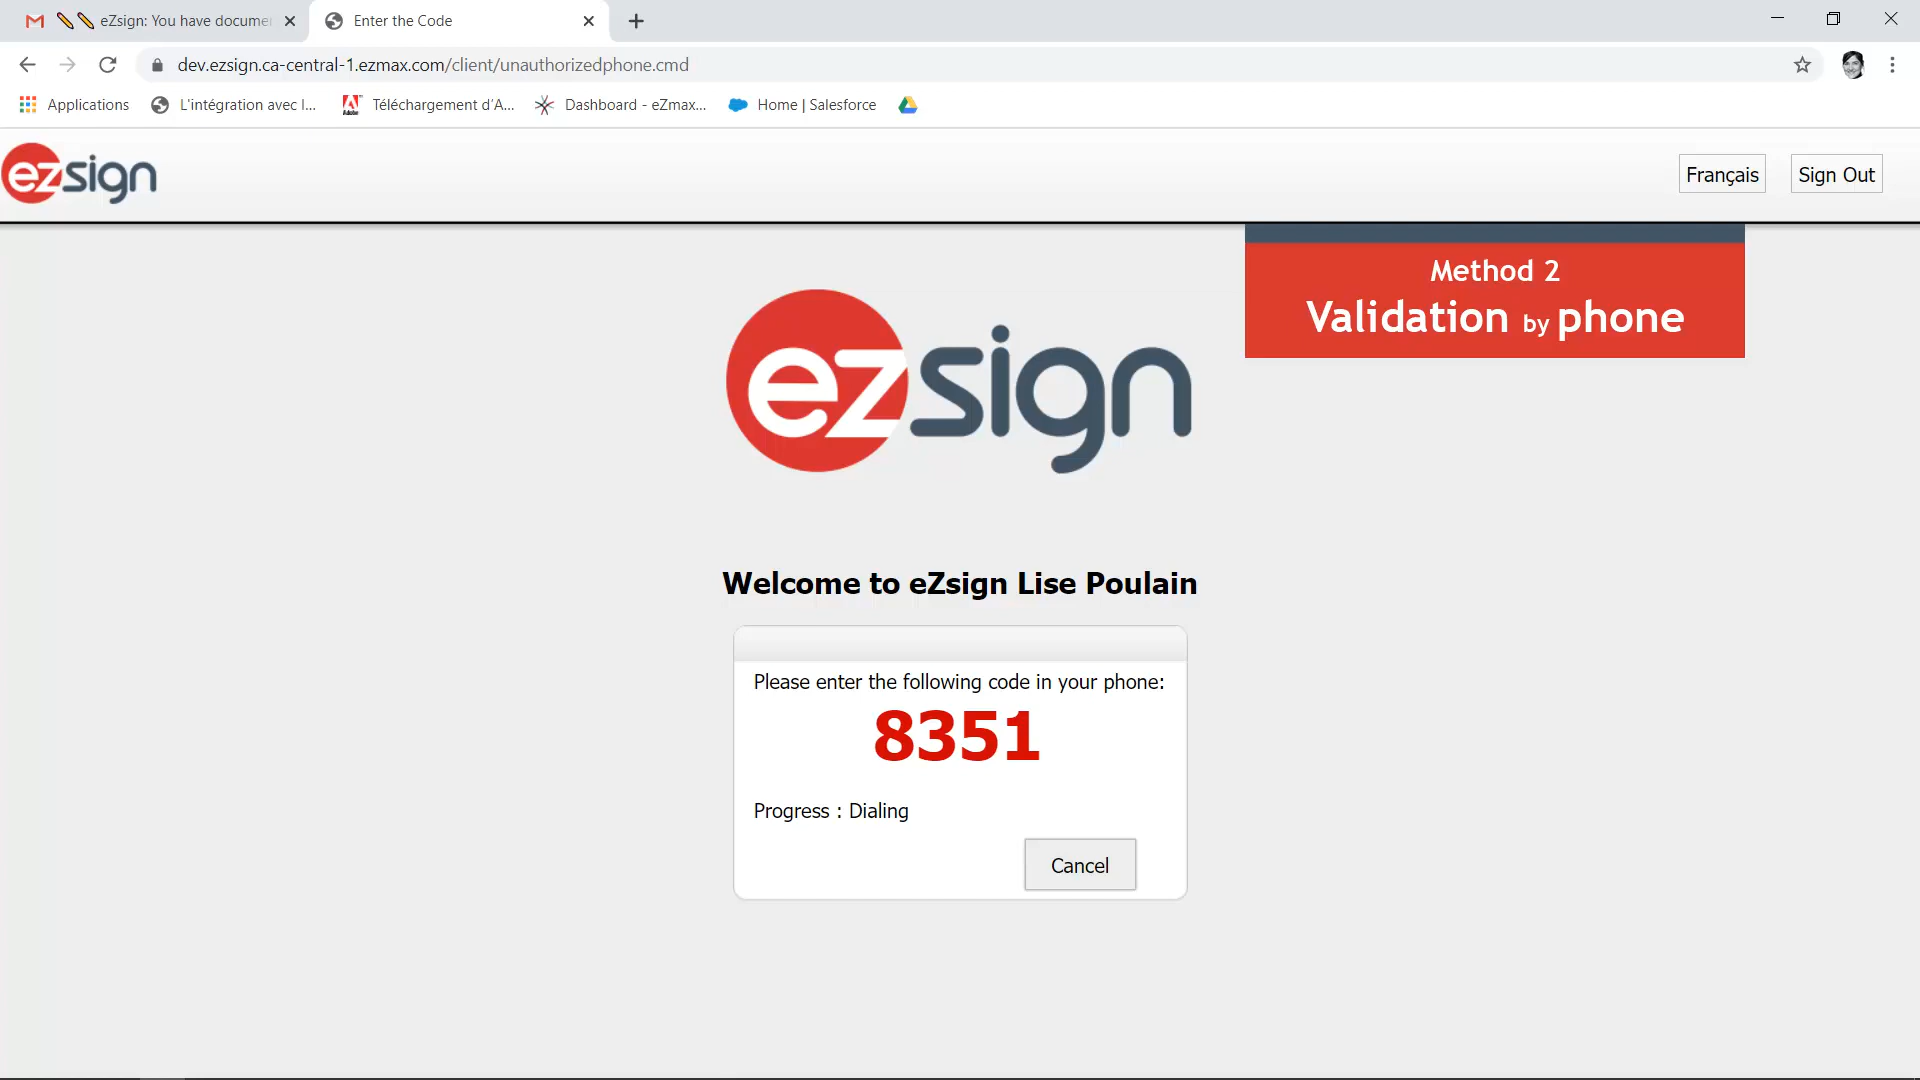 eZsign: You have docume
Enter the Code
dev.ezsign.ca-central-1.ezmax.com/client/unauthorizedphone.cmd
Applications
L'intégration avec l...
Téléchargement d'A...
Dashboard - eZmax...
Home | Salesforce
ezsign
Français
Sign Out
Method 2
Validation by phone
ezsign
Welcome to eZsign Lise Poulain
Please enter the following code in your phone:
8351
Progress : Dialing
Cancel